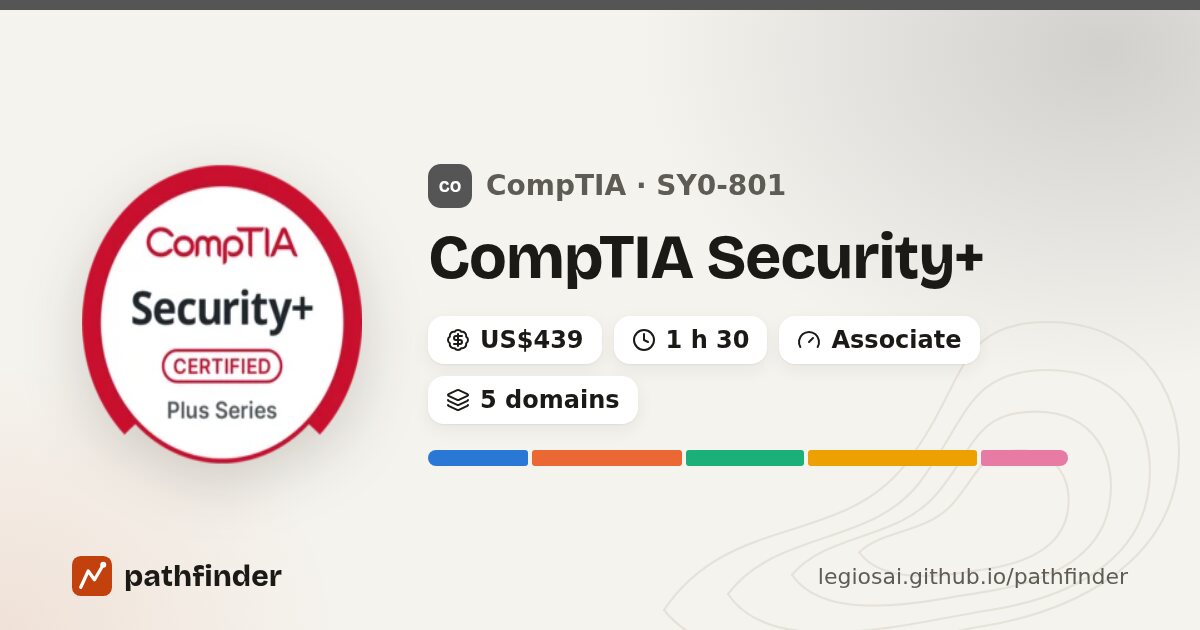 CompTIA
Security+
CERTIFIED
Plus Series
CO CompTIA · SY0-801
CompTIA Security+
US$439 1 h 30 Associate
5 domains
pathfinder
legiosai.github.io/pathfinder